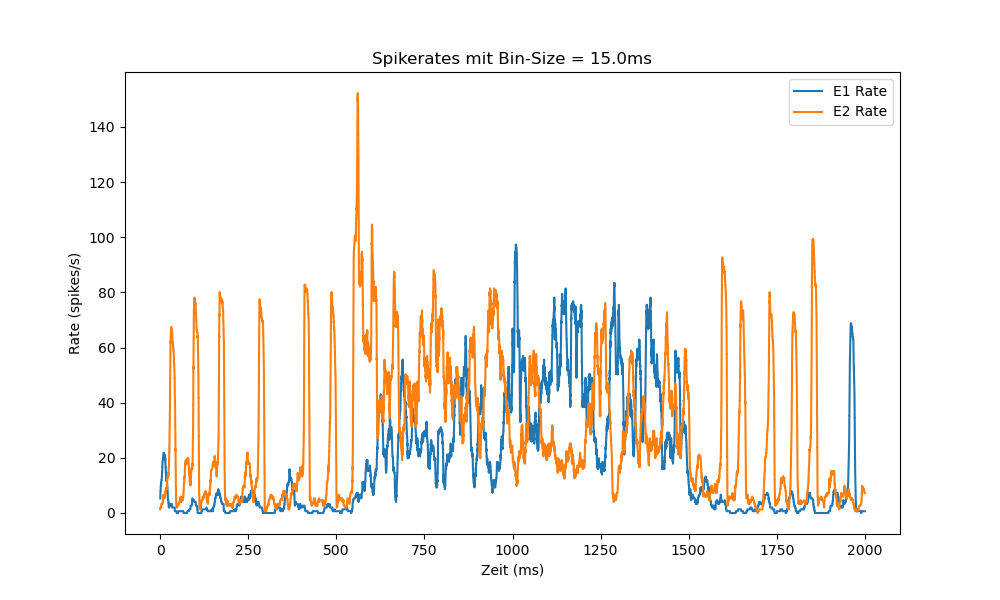 Spikerates mit Bin-Size = 15.0ms
E1 Rate
E2 Rate
Rate (spikes/s)
140
120
100
80
60
40
20
0
0 250 500 750 1000 1250 1500 1750 2000
Zeit (ms)